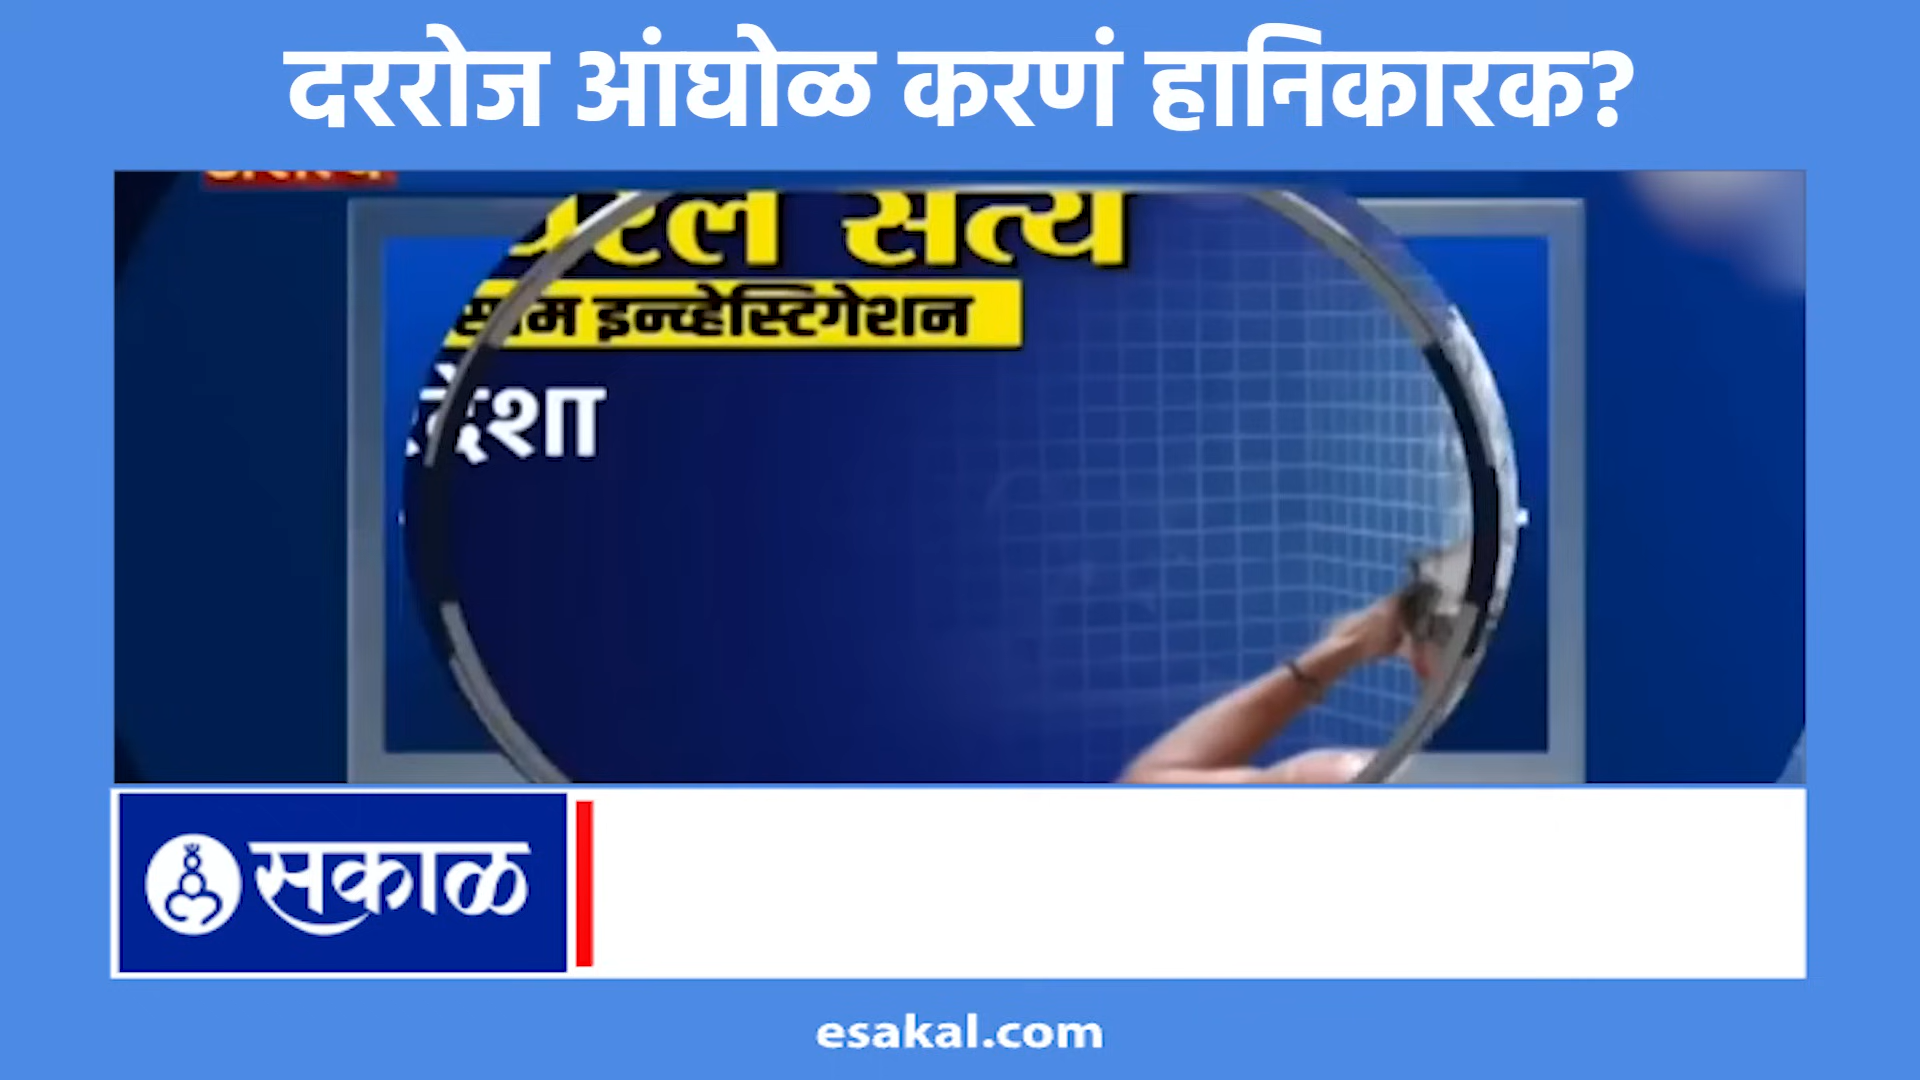 दररोज आंघोळ करणं हानिकारक?
सत्य
इन्व्हेस्टिगेशन
सकाळ
esakal.com